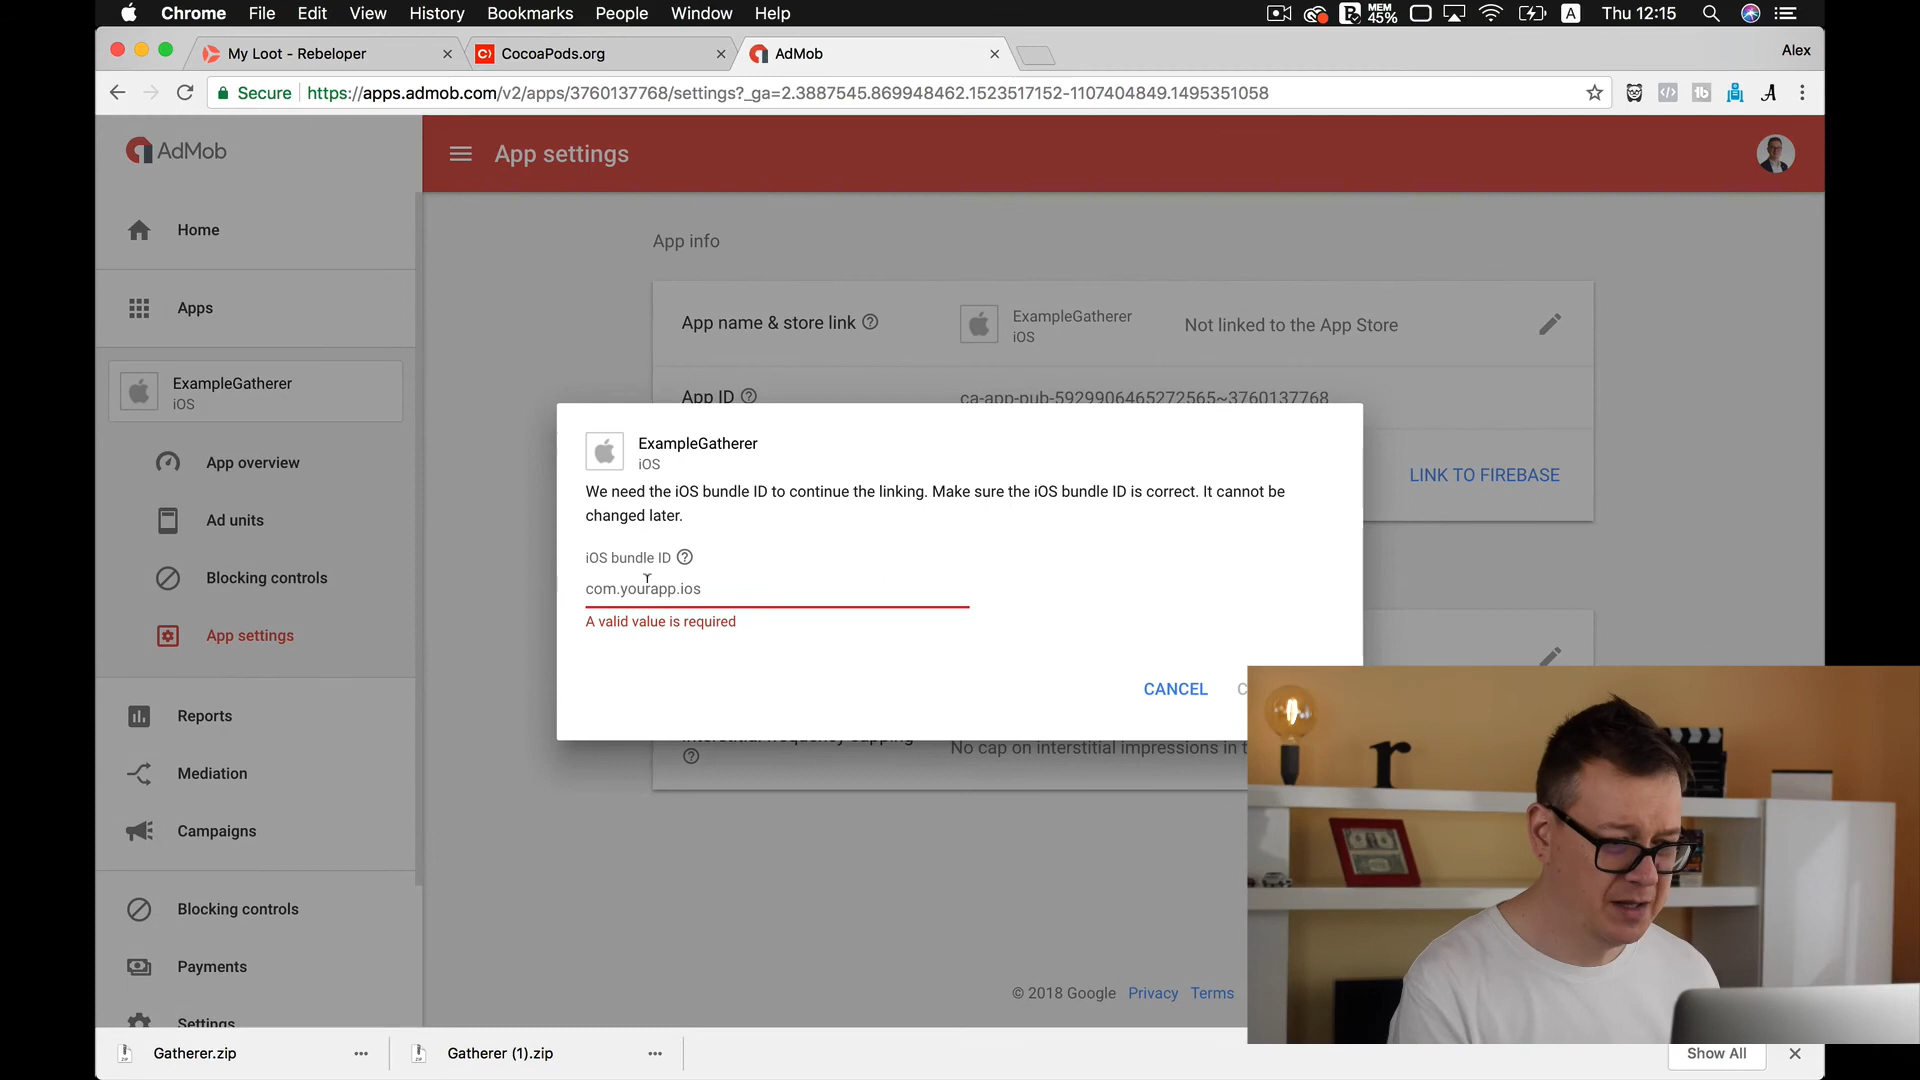 Chrome File Edit View History Bookmarks People Window Help MEM 45% A Thu 12:15
My Loot - Rebeloper CocoaPods.org AdMob Alex
Secure https://apps.admob.com/v2/apps/3760137768/settings?_ga=2.3887545.869948462.1523517152-1107404849.1495351058
AdMob
App settings
Home
Apps
ExampleGatherer
iOS
App overview
Ad units
Blocking controls
App settings
Reports
Mediation
Campaigns
Blocking controls
Payments
Settings
App info
App name & store link
ExampleGatherer
iOS
Not linked to the App Store
App ID
ca-app-pub-5929906465272565~3760137768
LINK TO FIREBASE
ExampleGatherer
iOS
We need the iOS bundle ID to continue the linking. Make sure the iOS bundle ID is correct. It cannot be
changed later.
iOS bundle ID
com.yourapp.ios
A valid value is required
CANCEL C
Interstitial frequency capping
No cap on interstitial impressions in t
© 2018 Google Privacy Terms
Gatherer.zip
Gatherer (1).zip
Show All
r